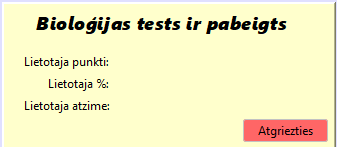 Bioloģijas tests ir pabeigts
Lietotaja punkti:
Lietotaja %:
Lietotaja atzime:
Atgriezties